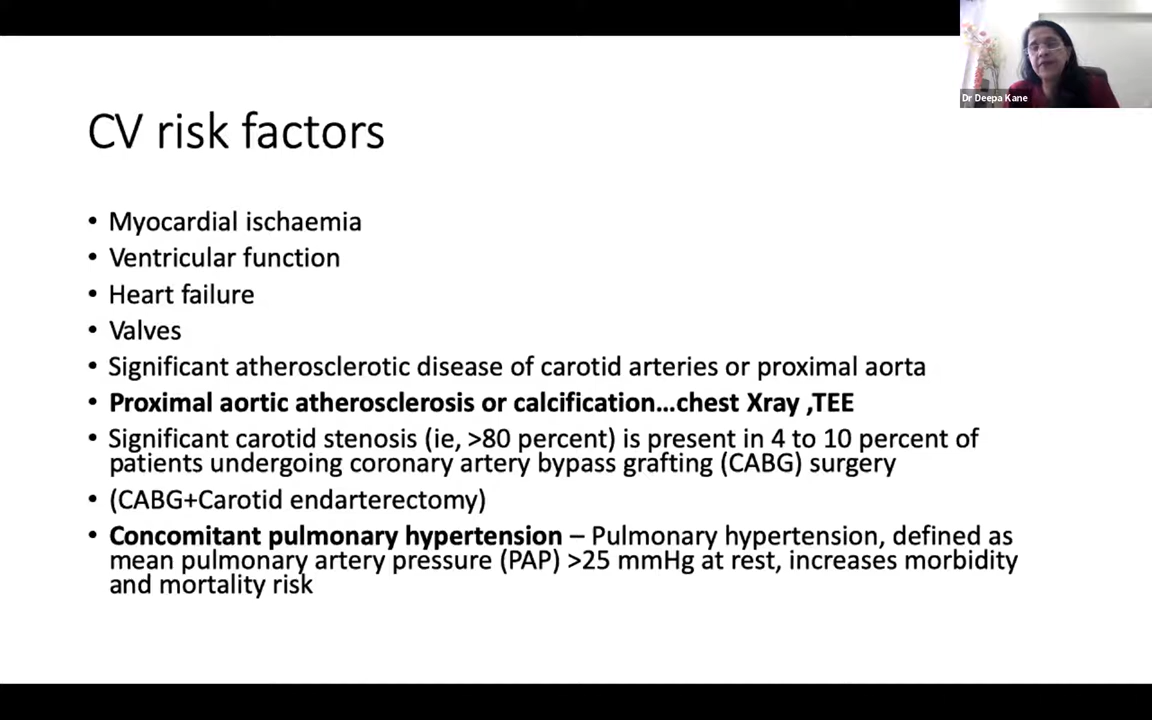 Dr Deepa Kane
CV risk factors
• Myocardial ischaemia
• Ventricular function
• Heart failure
• Valves
• Significant atherosclerotic disease of carotid arteries or proximal aorta
• Proximal aortic atherosclerosis or calcification...chest Xray ,TEE
• Significant carotid stenosis (ie, >80 percent) is present in 4 to 10 percent of
patients undergoing coronary artery bypass grafting (CABG) surgery
• (CABG+Carotid endarterectomy)
• Concomitant pulmonary hypertension – Pulmonary hypertension, defined as
mean pulmonary artery pressure (PAP) >25 mmHg at rest, increases morbidity
and mortality risk